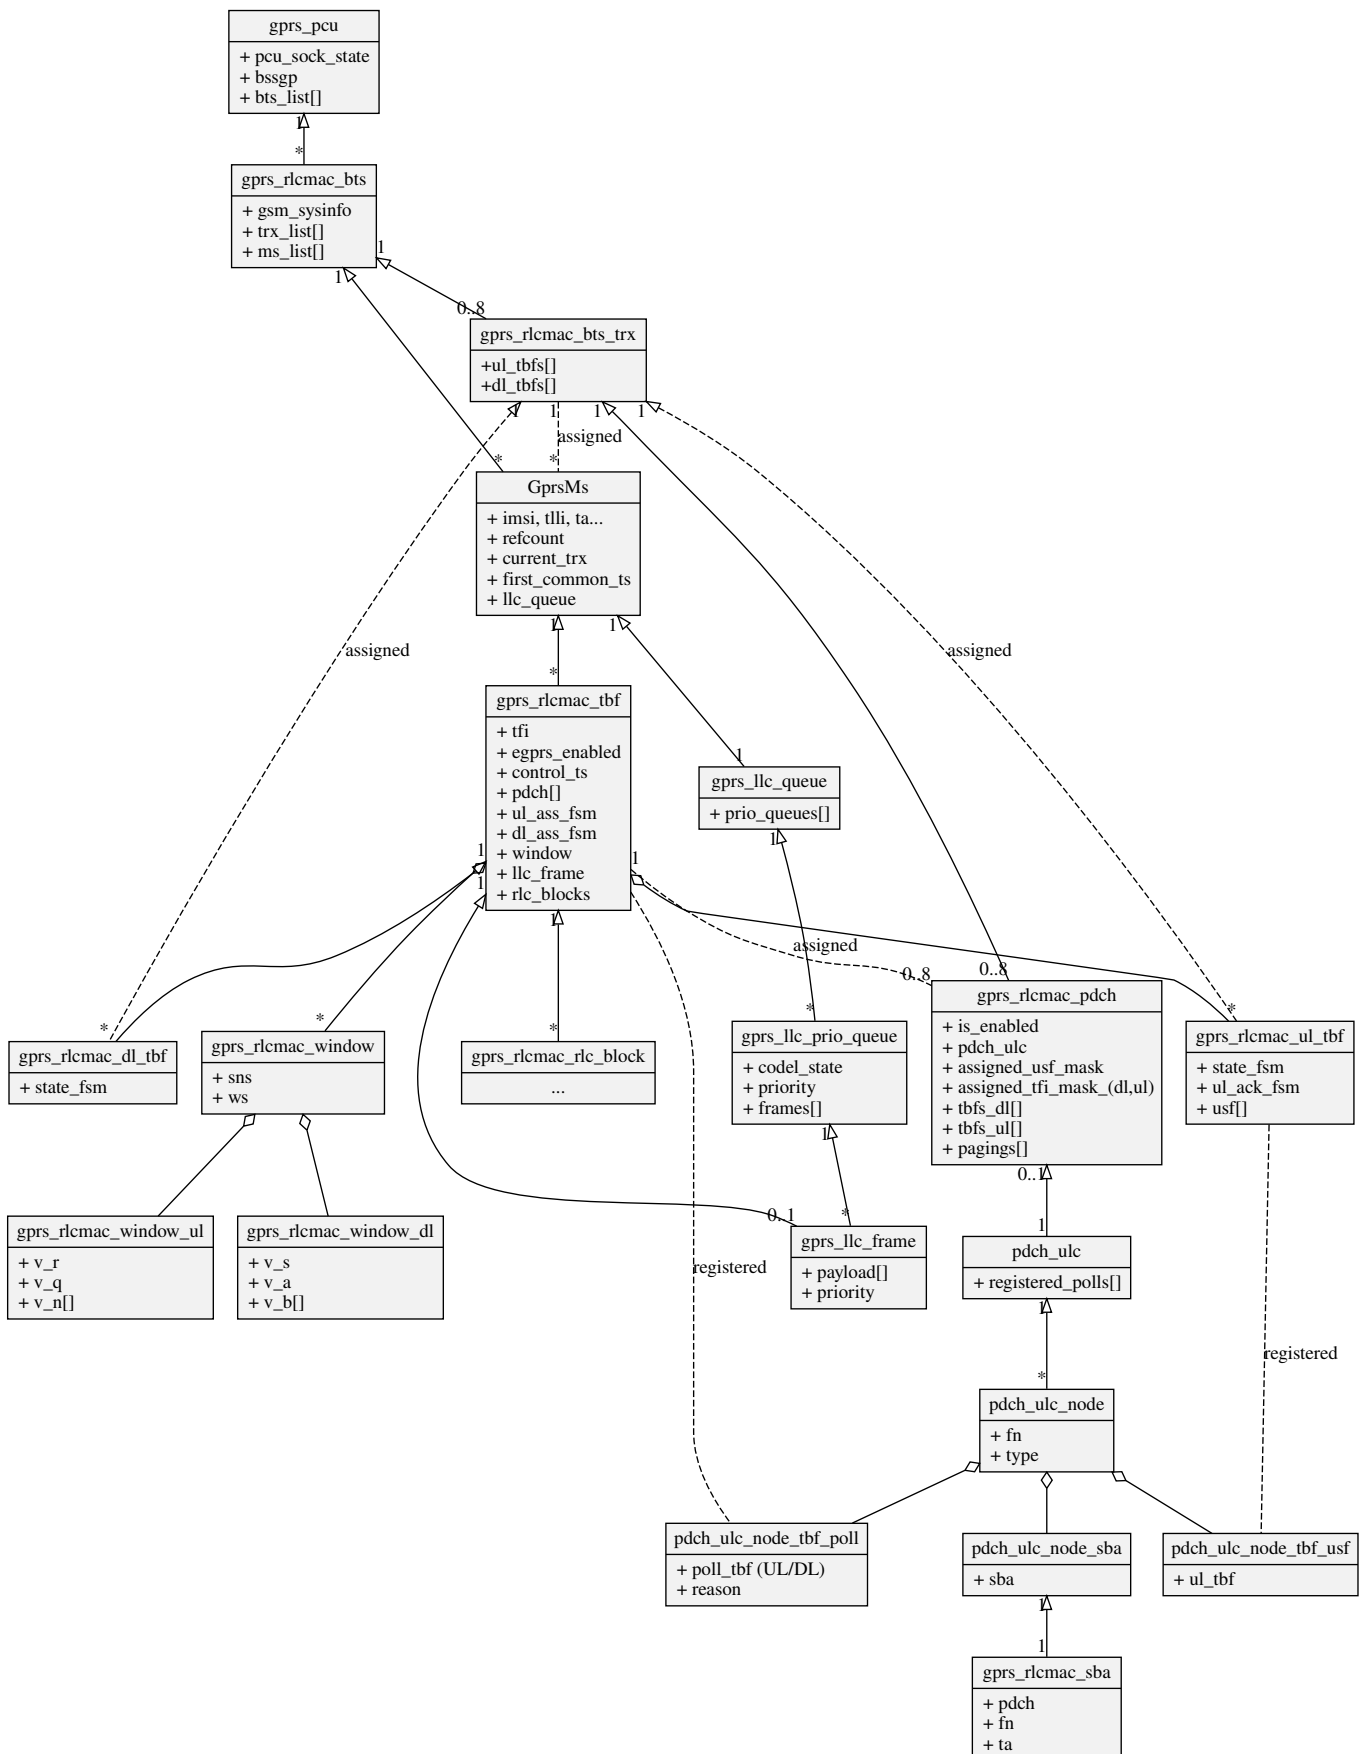 gprs_pcu
+ pcu_sock_state
+ bssgp
+ bts_list[]
1
*
gprs_rlcmac_bts
+ gsm_sysinfo
+ trx_list[]
+ ms_list[]
1
1
0..8
gprs_rlcmac_bts_trx
+ul_tbfs[]
+dl_tbfs[]
1
1
1
1
assigned
*
*
GprsMs
+ imsi, tlli, ta...
+ refcount
+ current_trx
+ first_common_ts
+ llc_queue
1
1
assigned
assigned
*
gprs_rlcmac_tbf
+ tfi
+ egprs_enabled
+ control_ts
+ pdch[]
+ ul_ass_fsm
+ dl_ass_fsm
+ window
+ llc_frame
+ rlc_blocks
1
gprs_llc_queue
+ prio_queues[]
1
1
1
1
1
assigned
0..8
0..8
gprs_rlcmac_pdch
+ is_enabled
+ pdch_ulc
+ assigned_usf_mask
+ assigned_tfi_mask_(dl,ul)
+ tbfs_dl[]
+ tbfs_ul[]
+ pagings[]
0..1
*
gprs_rlcmac_dl_tbf
+ state_fsm
*
gprs_rlcmac_window
+ sns
+ ws
*
gprs_rlcmac_rlc_block
...
*
gprs_llc_prio_queue
+ codel_state
+ priority
+ frames[]
1
*
gprs_rlcmac_ul_tbf
+ state_fsm
+ ul_ack_fsm
+ usf[]
gprs_rlcmac_window_ul
+ v_r
+ v_q
+ v_n[]
gprs_rlcmac_window_dl
+ v_s
+ v_a
+ v_b[]
registered
0..1
*
gprs_llc_frame
+ payload[]
+ priority
1
pdch_ulc
+ registered_polls[]
1
registered
*
pdch_ulc_node
+ fn
+ type
pdch_ulc_node_tbf_poll
+ poll_tbf (UL/DL)
+ reason
pdch_ulc_node_sba
+ sba
1
pdch_ulc_node_tbf_usf
+ ul_tbf
1
gprs_rlcmac_sba
+ pdch
+ fn
+ ta